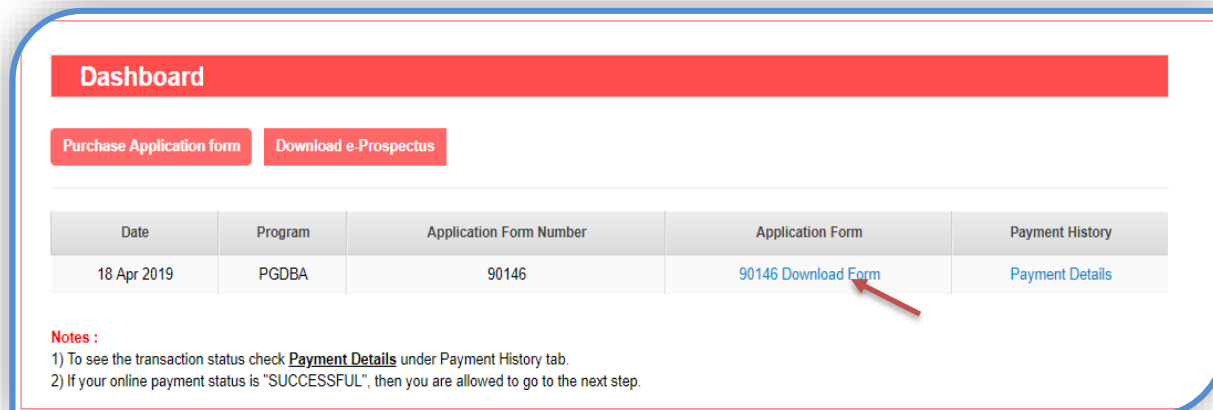 Dashboard
Purchase Application form Download e-Prospectus
Date Program Application Form Number Application Form Payment History
18 Apr 2019 PGDBA 90146 90146 Download Form Payment Details
Notes :
1) To see the transaction status check Payment Details under Payment History tab.
2) If your online payment status is "SUCCESSFUL", then you are allowed to go to the next step.